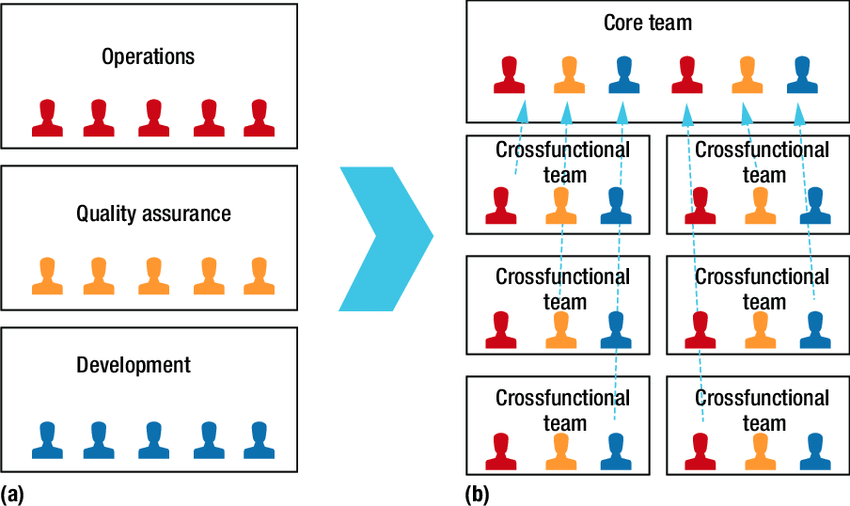 Operations
Quality assurance
Development
(a)
Core team
Crossfunctional
team
Crossfunctional
team
Crossfunctional
team
Crossfunctional
team
Crossfunctional
team
Crossfunctional
team
(b)